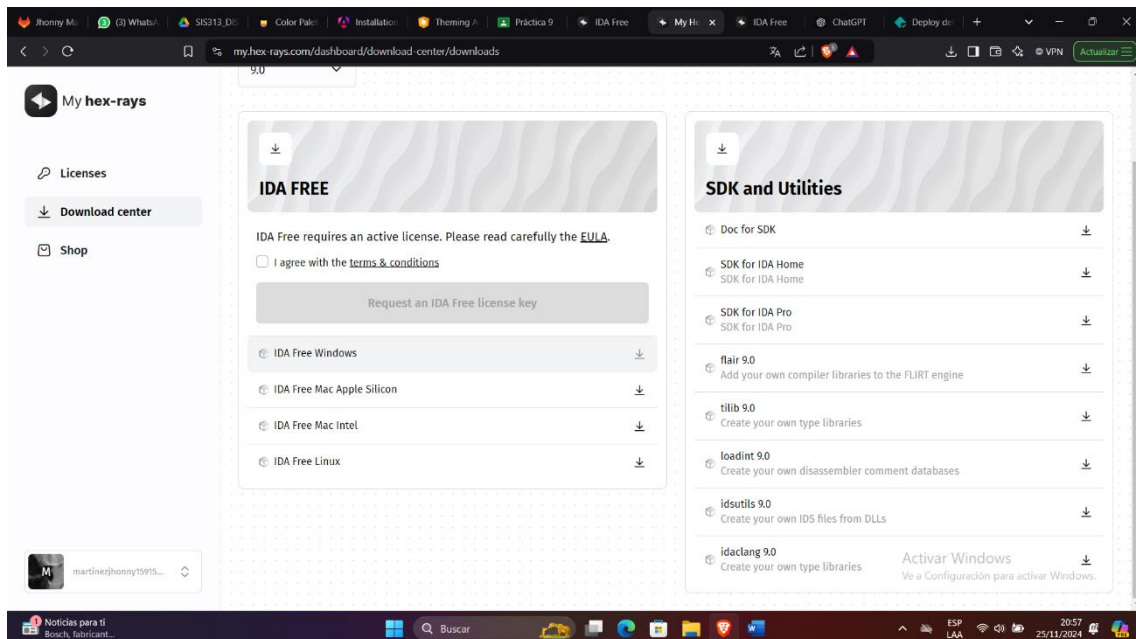 Jhonny Ma
(3) WhatsA
SIS313_DIS
Color Palet
Installation
Theming A
Práctica 9
IDA Free
My He
IDA Free
ChatGPT
Deploy de
my.hex-rays.com/dashboard/download-center/downloads
VPN
Actualizar
9.0
My hex-rays
Licenses
Download center
Shop
IDA FREE
IDA Free requires an active license. Please read carefully the EULA.
I agree with the terms & conditions
Request an IDA Free license key
IDA Free Windows
IDA Free Mac Apple Silicon
IDA Free Mac Intel
IDA Free Linux
SDK and Utilities
Doc for SDK
SDK for IDA Home
SDK for IDA Home
SDK for IDA Pro
SDK for IDA Pro
flair 9.0
Add your own compiler libraries to the FLIRT engine
tilib 9.0
Create your own type libraries
loadint 9.0
Create your own disassembler comment databases
idsutils 9.0
Create your own IDS files from DLLs
idaclang 9.0
Create your own type libraries
Activar Windows
Ve a Configuración para activar Windows.
M
martinezjhonny15915...
1
Noticias para ti
Bosch, fabricant...
Buscar
ESP
LAA
20:57
25/11/2024